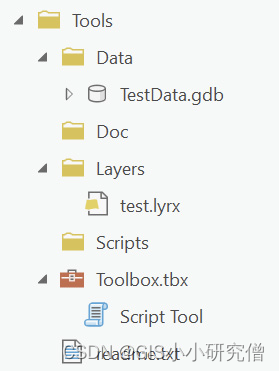 Tools
Data
TestData.gdb
Doc
Layers
test.lyrx
Scripts
Toolbox.tbx
Script Tool
readme.txt
CSDN @GIS小小研究僧